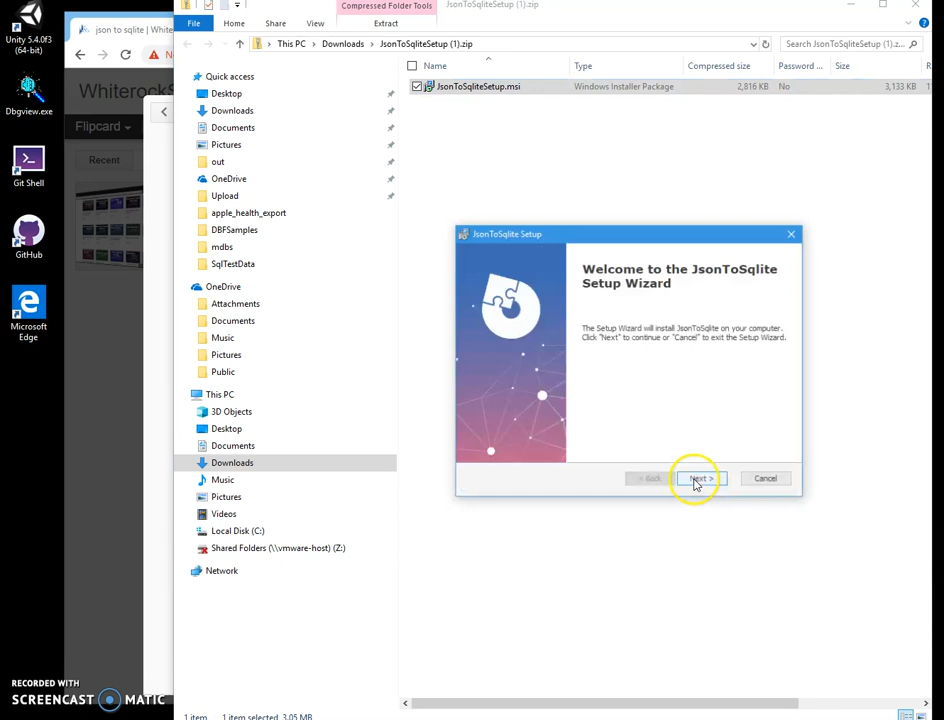 Compressed Folder Tools
JsonToSqliteSetup (1).zip
Unity 5.4.0f3
(64-bit)
json to sqlite | White
File
Home
Share
View
Extract
This PC
Downloads
JsonToSqliteSetup (1).zip
Search JsonToSqliteSetup (1).z...
Name
Type
Compressed size
Password ...
Size
JsonToSqliteSetup.msi
Windows Installer Package
2,816 KB
No
3,133 KB
Whiterock
Flipcard
Recent
Dbgview.exe
Git Shell
GitHub
Microsoft
Edge
Quick access
Desktop
Downloads
Documents
Pictures
out
OneDrive
Upload
apple_health_export
DBFSamples
mdbs
SqlTestData
OneDrive
Attachments
Documents
Music
Pictures
Public
This PC
3D Objects
Desktop
Documents
Downloads
Music
Pictures
Videos
Local Disk (C:)
Shared Folders (\\vmware-host) (Z:)
Network
JsonToSqlite Setup
Welcome to the JsonToSqlite
Setup Wizard
The Setup Wizard will install JsonToSqlite on your computer.
Click "Next" to continue or "Cancel" to exit the Setup Wizard.
< Back
Next >
Cancel
RECORDED WITH
SCREENCAST MATIC
1 item
1 item selected 3.05 MB